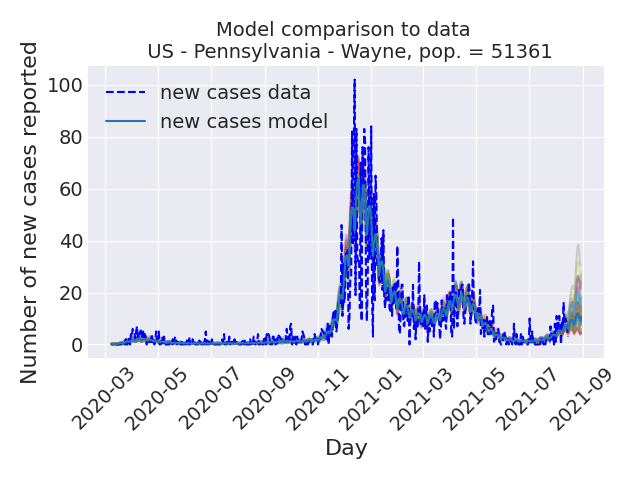 Model comparison to data
US - Pennsylvania - Wayne, pop. = 51361
Number of new cases reported
100
80
60
40
20
0
new cases data
new cases model
2020-03
2020-05
2020-07
2020-09
2020-11
2021-01
2021-03
2021-05
2021-07
2021-09
Day